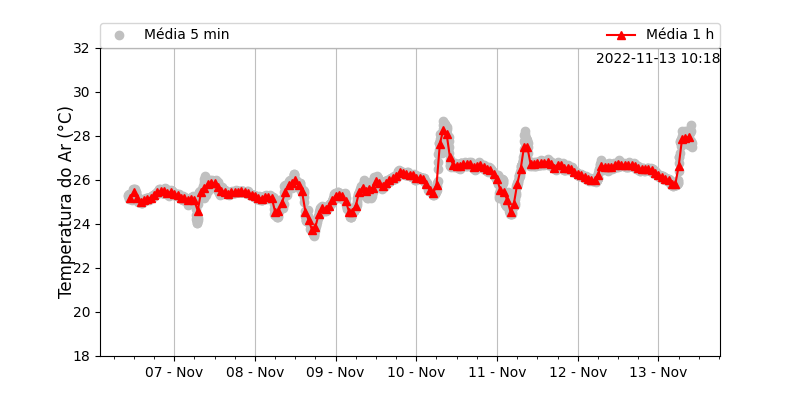 Média 5 min
Média 1 h
2022-11-13 10:18
Temperatura do Ar (°C)
32
30
28
26
24
22
20
18
07 - Nov
08 - Nov
09 - Nov
10 - Nov
11 - Nov
12 - Nov
13 - Nov